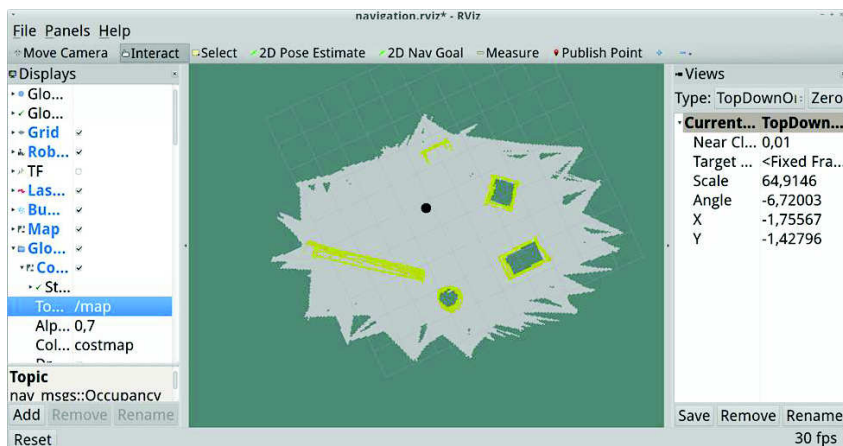 navigation.rviz* - RViz
File Panels Help
Move Camera Interact Select 2D Pose Estimate 2D Nav Goal Measure Publish Point
Displays
Glo...
Glo...
Grid
Rob...
TF
Las...
Bu...
Map
Glo...
Co...
St...
To... /map
Alp... 0,7
Col... costmap
Topic
nav_msgs::Occupancy
Add Remove Rename
Reset
Views
Type: TopDownO Zero
Current... TopDown...
Near Cl... 0,01
Target ... <Fixed Fra...
Scale 64,9146
Angle -6,72003
X -1,75567
Y -1,42796
Save Remove Rename
30 fps